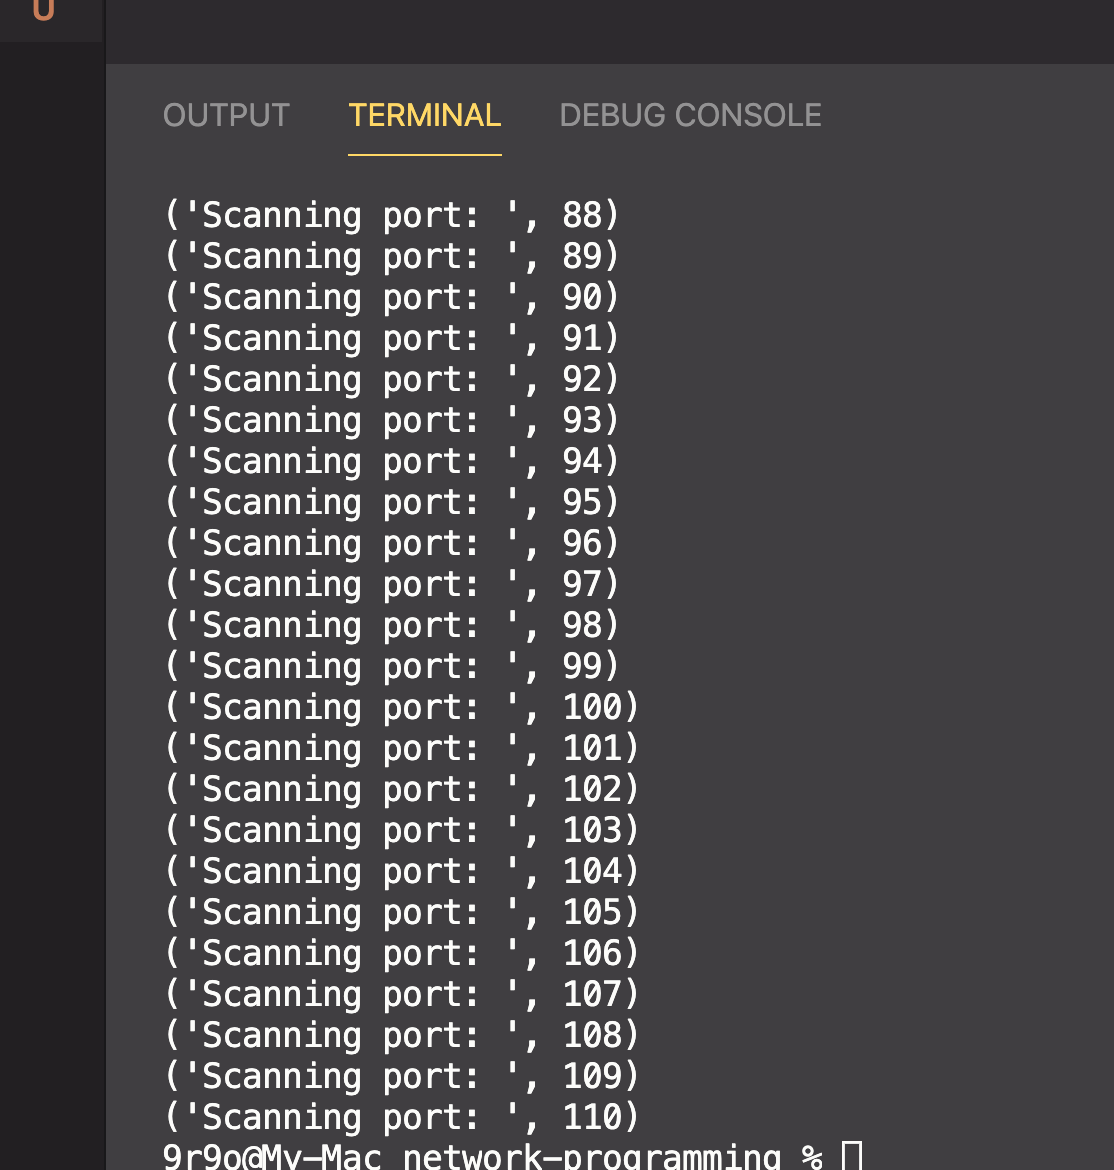 U
OUTPUT TERMINAL DEBUG CONSOLE
('Scanning port: ', 88)
('Scanning port: ', 89)
('Scanning port: ', 90)
('Scanning port: ', 91)
('Scanning port: ', 92)
('Scanning port: ', 93)
('Scanning port: ', 94)
('Scanning port: ', 95)
('Scanning port: ', 96)
('Scanning port: ', 97)
('Scanning port: ', 98)
('Scanning port: ', 99)
('Scanning port: ', 100)
('Scanning port: ', 101)
('Scanning port: ', 102)
('Scanning port: ', 103)
('Scanning port: ', 104)
('Scanning port: ', 105)
('Scanning port: ', 106)
('Scanning port: ', 107)
('Scanning port: ', 108)
('Scanning port: ', 109)
('Scanning port: ', 110)
9r9o@My-Mac network-programming %